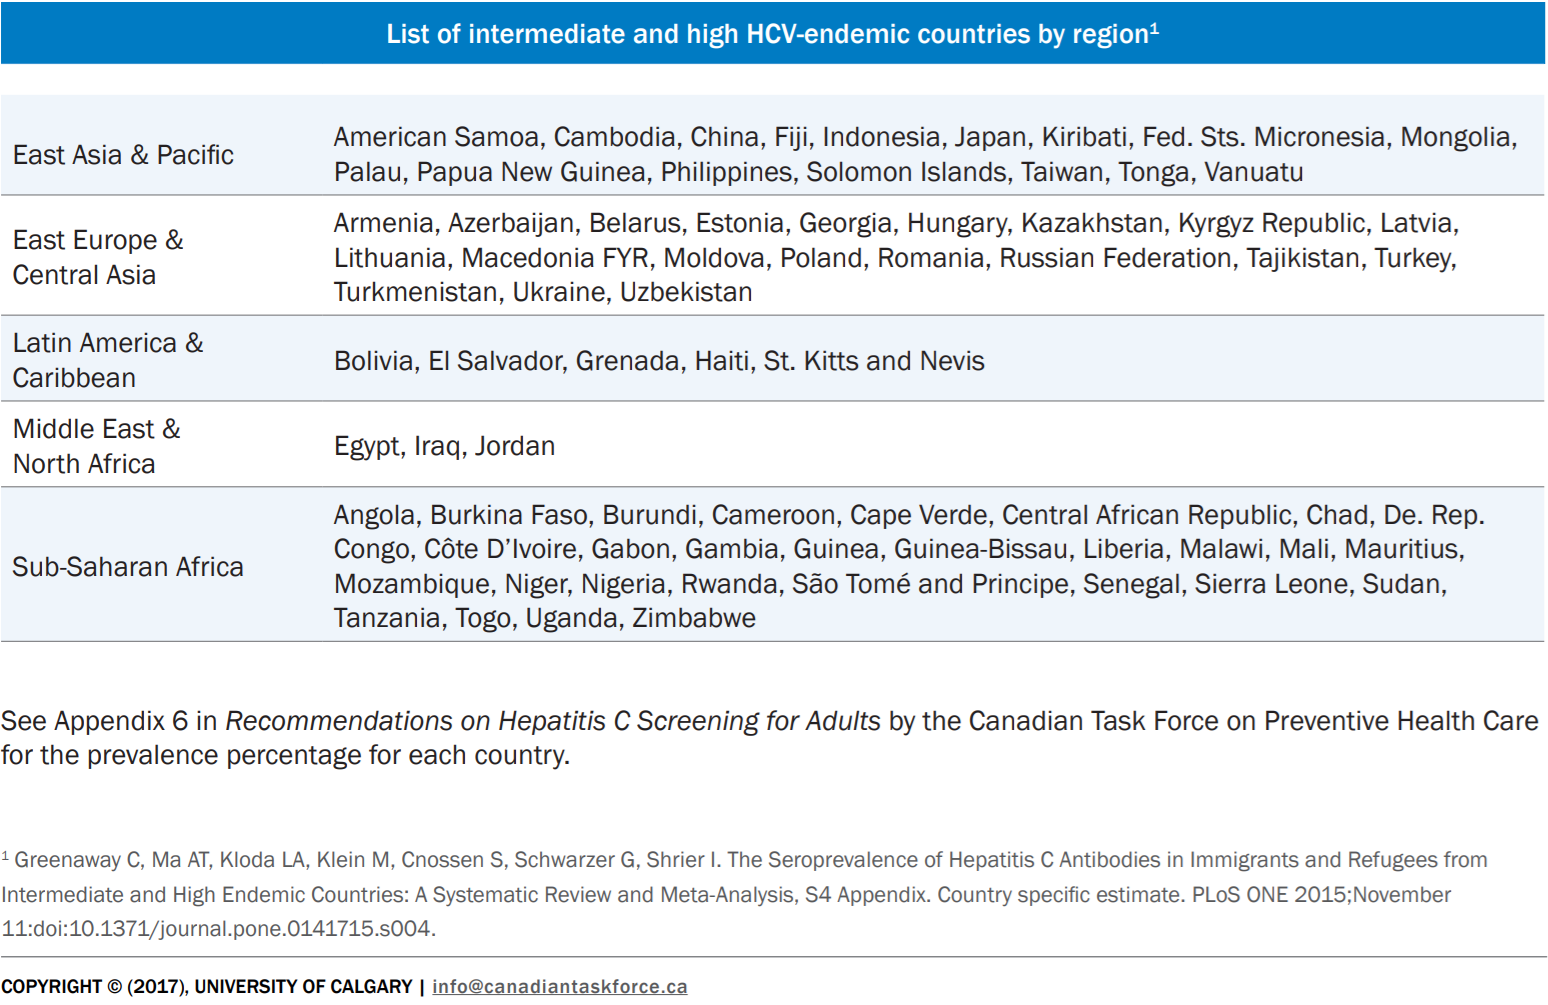 List of intermediate and high HCV-endemic countries by region¹
East Asia & Pacific
American Samoa, Cambodia, China, Fiji, Indonesia, Japan, Kiribati, Fed. Sts. Micronesia, Mongolia,
Palau, Papua New Guinea, Philippines, Solomon Islands, Taiwan, Tonga, Vanuatu
East Europe &
Central Asia
Armenia, Azerbaijan, Belarus, Estonia, Georgia, Hungary, Kazakhstan, Kyrgyz Republic, Latvia,
Lithuania, Macedonia FYR, Moldova, Poland, Romania, Russian Federation, Tajikistan, Turkey,
Turkmenistan, Ukraine, Uzbekistan
Latin America &
Caribbean
Bolivia, El Salvador, Grenada, Haiti, St. Kitts and Nevis
Middle East &
North Africa
Egypt, Iraq, Jordan
Sub-Saharan Africa
Angola, Burkina Faso, Burundi, Cameroon, Cape Verde, Central African Republic, Chad, De. Rep.
Congo, Côte D’Ivoire, Gabon, Gambia, Guinea, Guinea-Bissau, Liberia, Malawi, Mali, Mauritius,
Mozambique, Niger, Nigeria, Rwanda, São Tomé and Principe, Senegal, Sierra Leone, Sudan,
Tanzania, Togo, Uganda, Zimbabwe
See Appendix 6 in Recommendations on Hepatitis C Screening for Adults by the Canadian Task Force on Preventive Health Care
for the prevalence percentage for each country.
¹ Greenaway C, Ma AT, Kloda LA, Klein M, Cnossen S, Schwarzer G, Shrier I. The Seroprevalence of Hepatitis C Antibodies in Immigrants and Refugees from
Intermediate and High Endemic Countries: A Systematic Review and Meta-Analysis, S4 Appendix. Country specific estimate. PLoS ONE 2015;November
11:doi:10.1371/journal.pone.0141715.s004.
COPYRIGHT © (2017), UNIVERSITY OF CALGARY | info@canadiantaskforce.ca